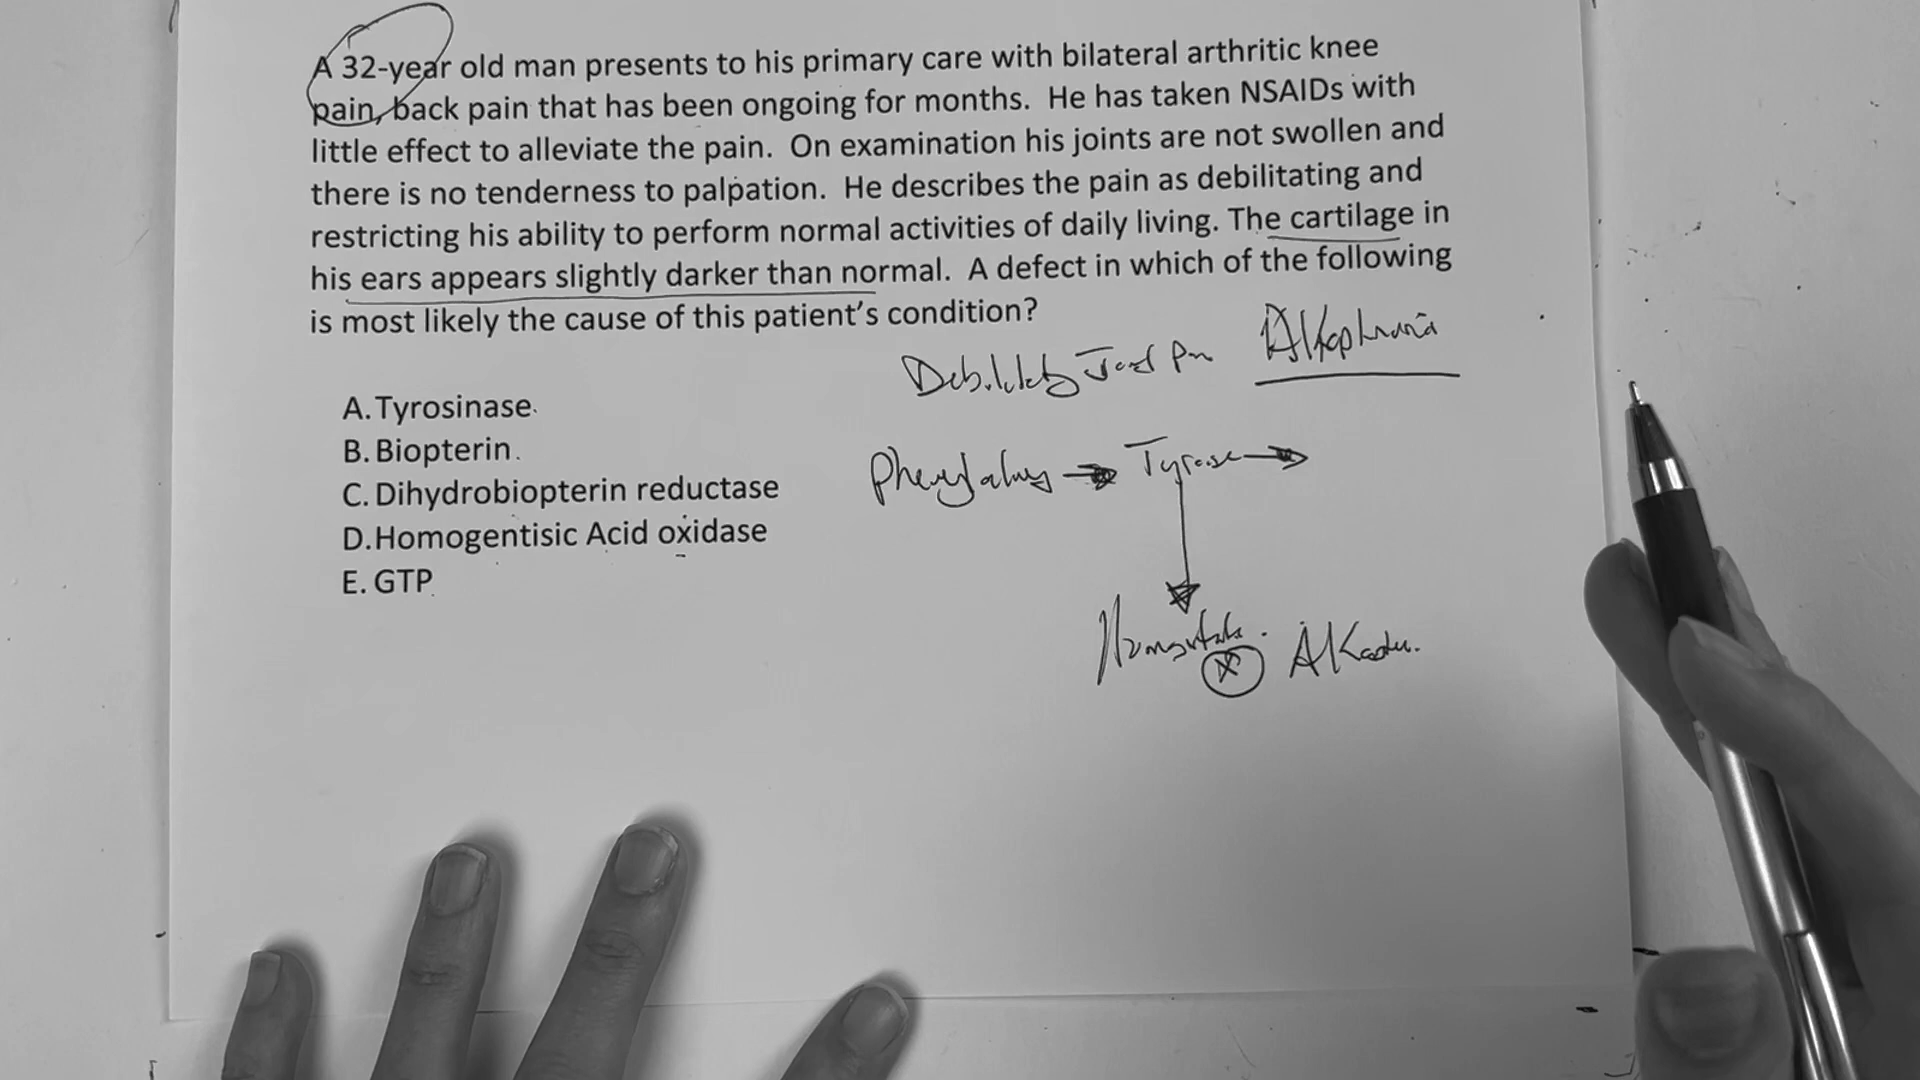 A 32-year old man presents to his primary care with bilateral arthritic knee
pain, back pain that has been ongoing for months. He has taken NSAIDs with
little effect to alleviate the pain. On examination his joints are not swollen and
there is no tenderness to palpation. He describes the pain as debilitating and
restricting his ability to perform normal activities of daily living. The cartilage in
his ears appears slightly darker than normal. A defect in which of the following
is most likely the cause of this patient's condition?
A. Tyrosinase
B. Biopterin
C. Dihydrobiopterin reductase
D. Homogentisic Acid oxidase
E. GTP